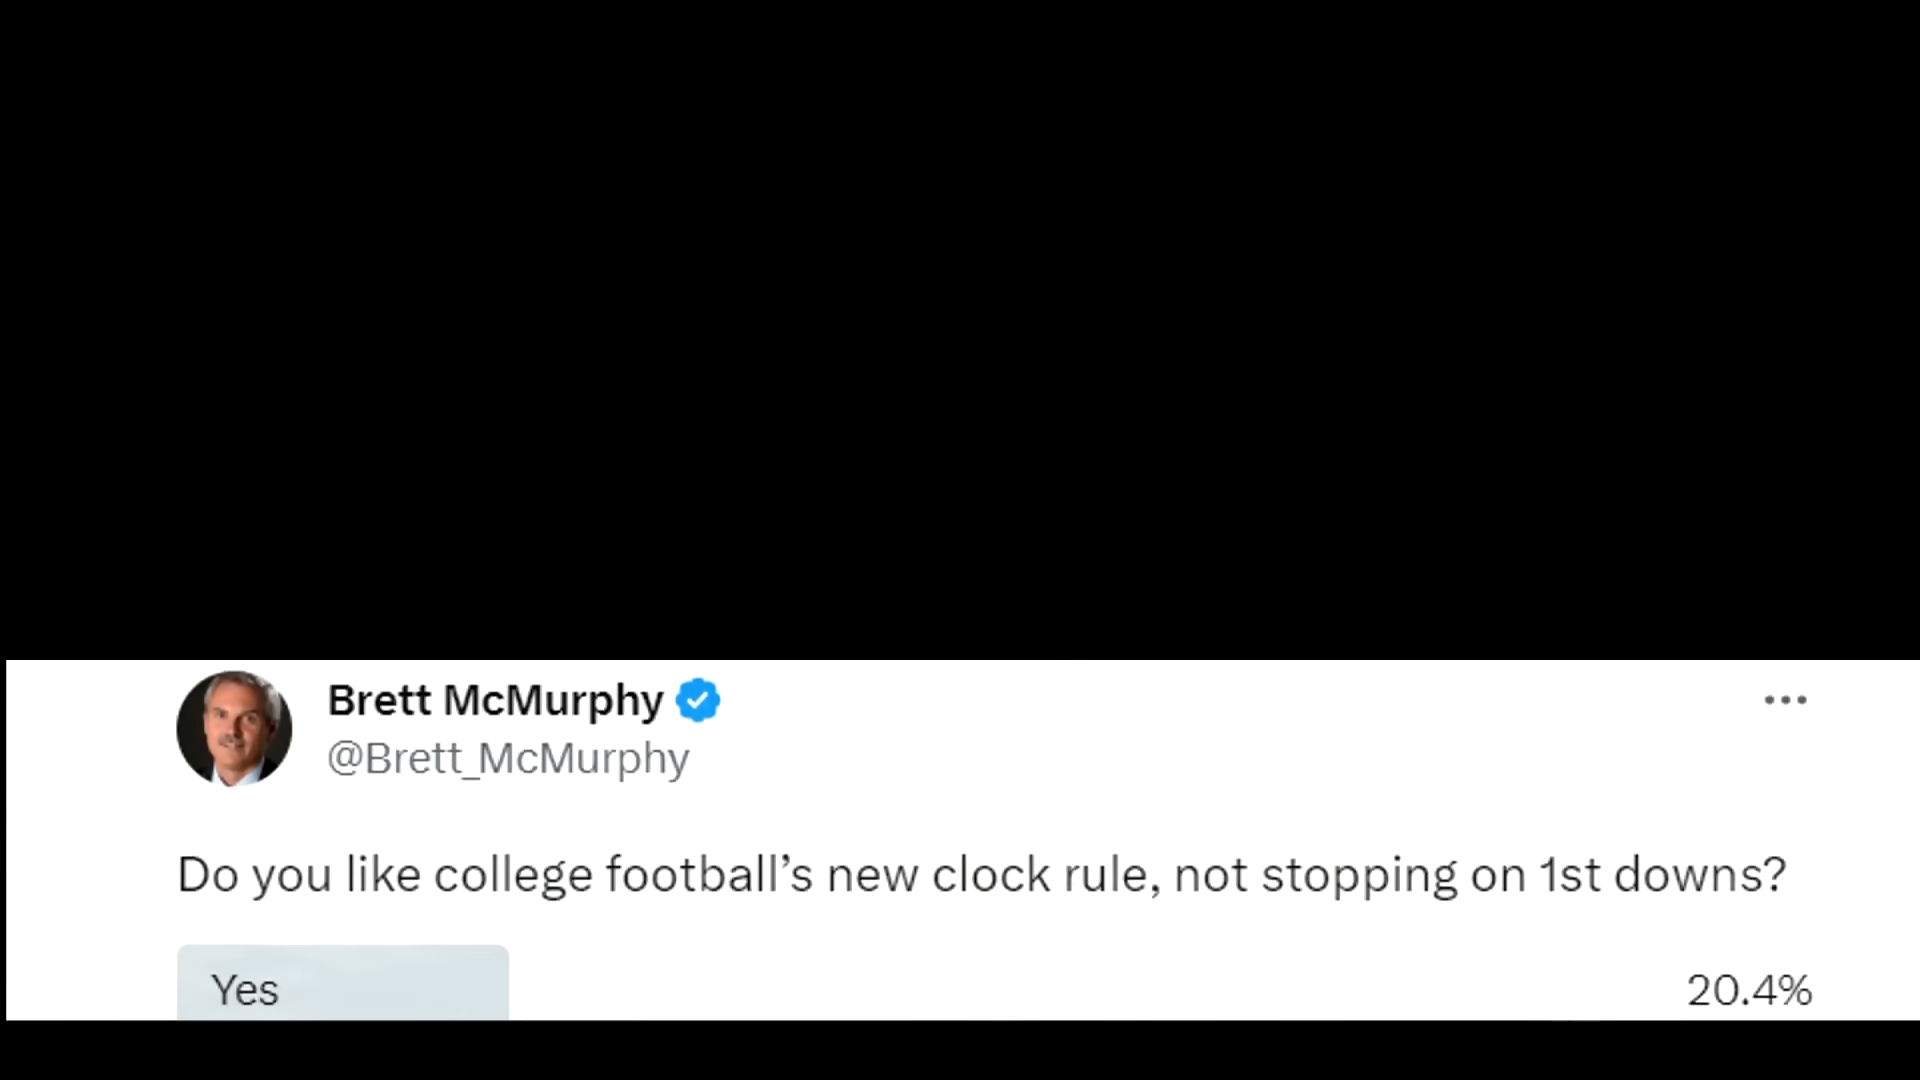 Brett McMurphy
@Brett_McMurphy
Do you like college football’s new clock rule, not stopping on 1st downs?
Yes 20.4%